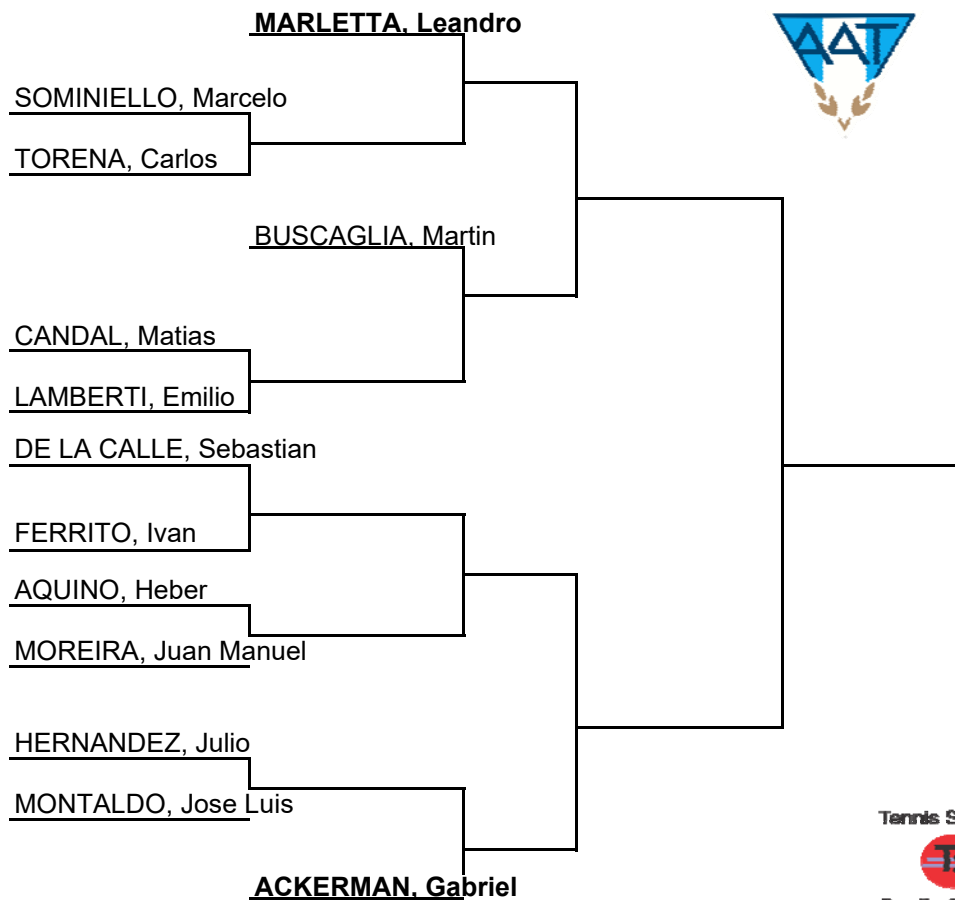 MARLETTA, Leandro
AAT
SOMINIELLO, Marcelo
TORENA, Carlos
BUSCAGLIA, Martin
CANDAL, Matias
LAMBERTI, Emilio
DE LA CALLE, Sebastian
FERRITO, Ivan
AQUINO, Heber
MOREIRA, Juan Manuel
HERNANDEZ, Julio
MONTALDO, Jose Luis
Tennis
ACKERMAN, Gabriel